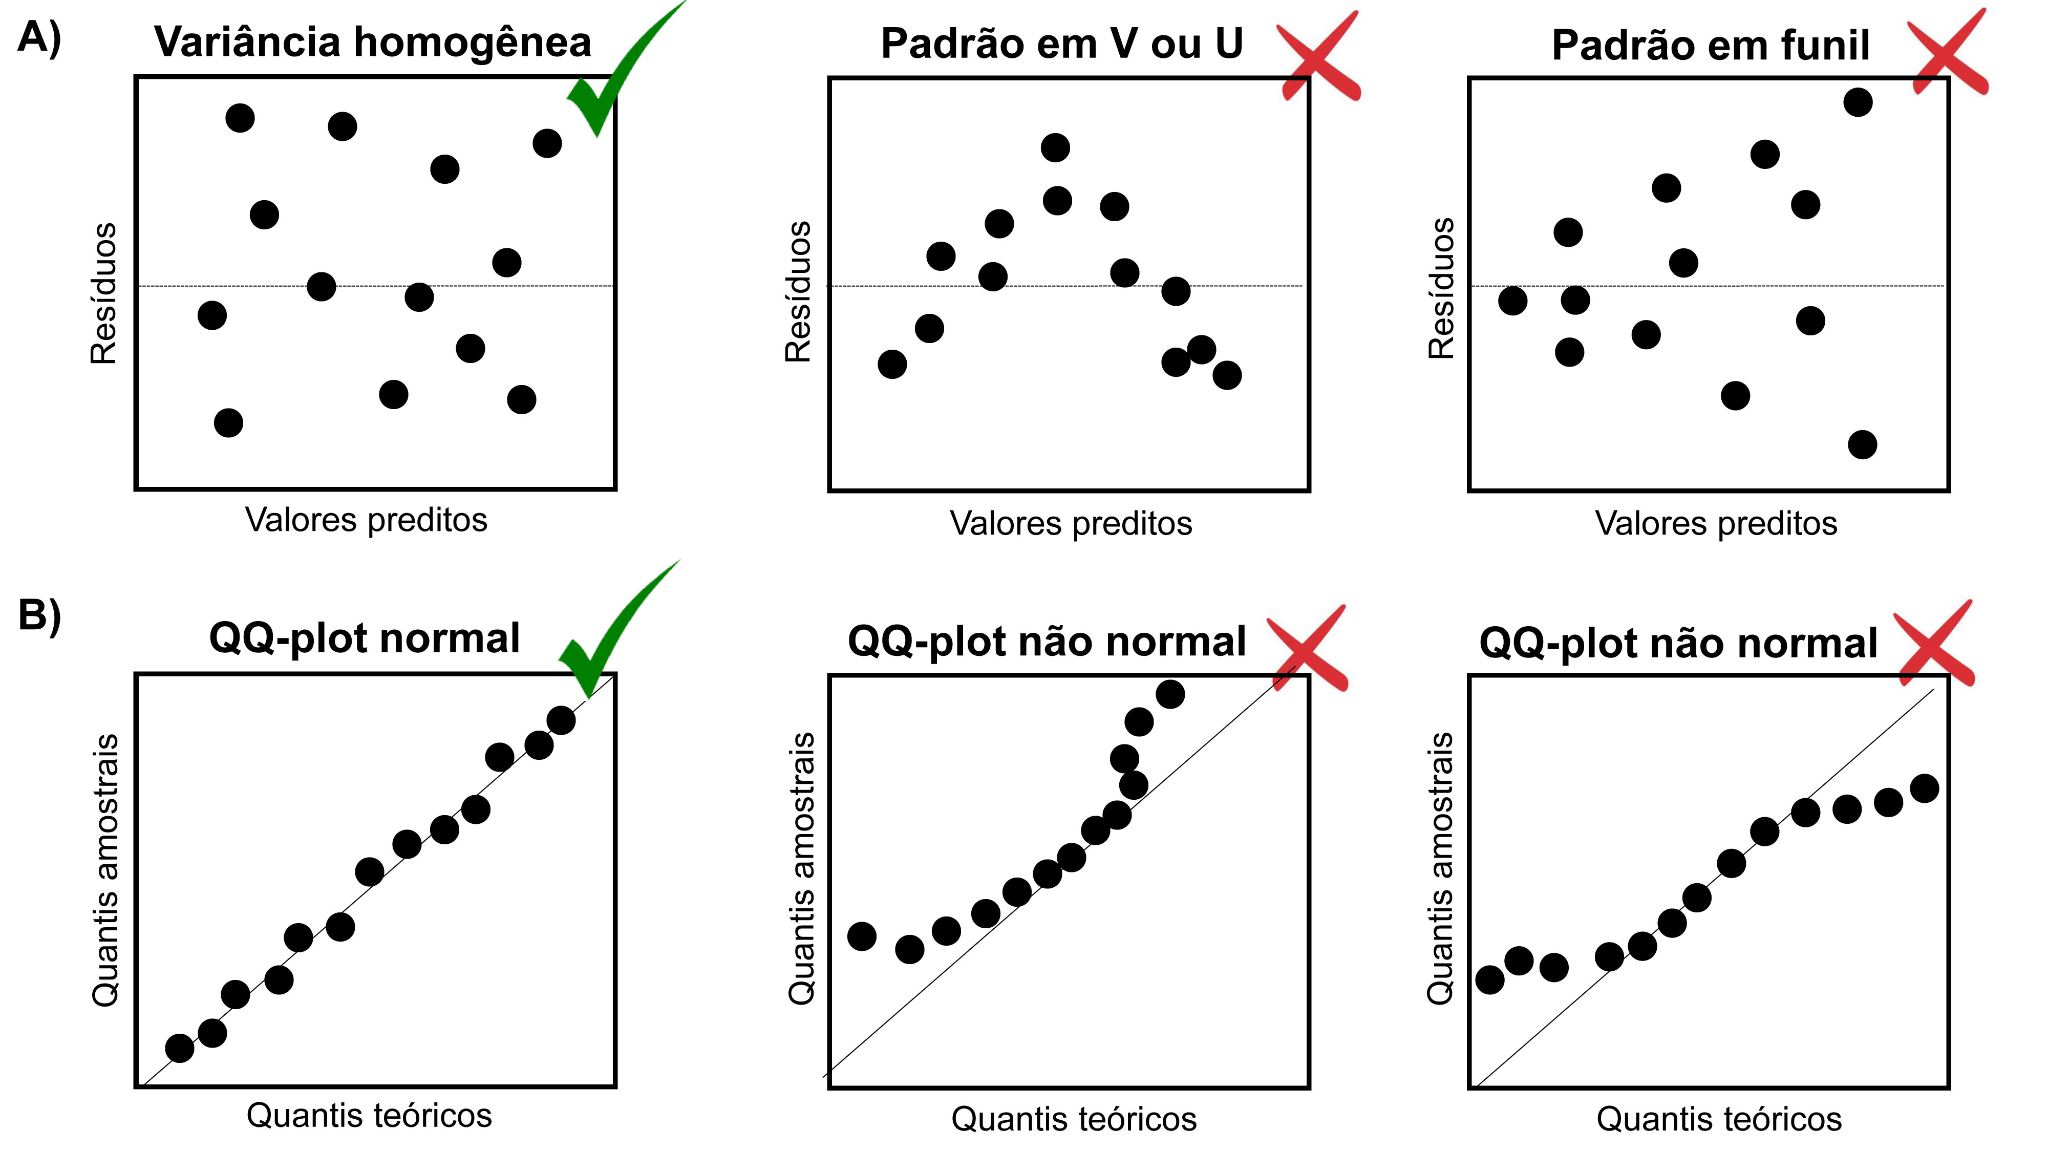 A)
Variância homogênea
Padrão em V ou U
Padrão em funil
Resíduos
Resíduos
Resíduos
Valores preditos
Valores preditos
Valores preditos
B)
QQ-plot normal
QQ-plot não normal
QQ-plot não normal
Quantis amostrais
Quantis amostrais
Quantis amostrais
Quantis teóricos
Quantis teóricos
Quantis teóricos